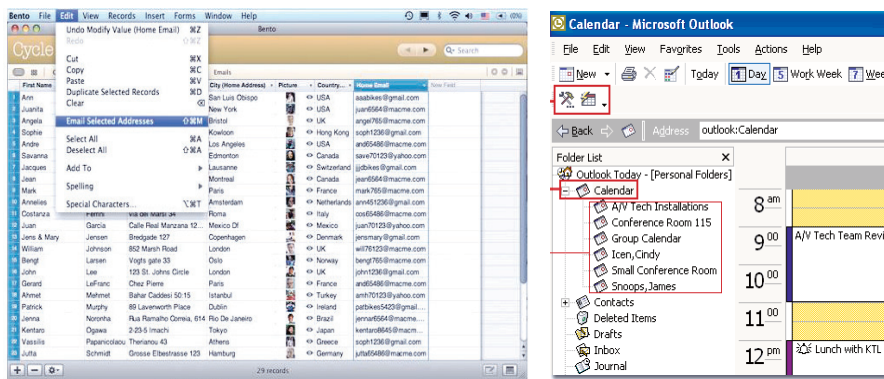 Bento File Edit View Records Insert Forms Window Help
Bento
Undo Modify Value (Home Email) ⌘Z
Redo ⇧⌘Z
Cut ⌘X
Copy ⌘C
Paste ⌘V
Duplicate Selected Records ⌘D
Clear
Email Selected Addresses ⇧⌘M
Select All ⌘A
Deselect All ⇧⌘A
Add To
Spelling
Special Characters... ⌥⌘T
Cycle
Search
Emails
First Name City (Home Address) Picture Country... Home Email New Field
Ann San Luis Obispo USA aaabikes@gmail.com
Juanita New York USA juan6564@macme.com
Angela Bristol UK angel765@macme.com
Sophie Kowloon Hong Kong soph1236@gmail.com
Andre Los Angeles USA and65486@macme.com
Savanna Edmonton Canada save70123@yahoo.com
Jacques Lausanne Switzerland jjjdbikes@gmail.com
Jean Montreal Canada jean6564@macme.com
Mark Paris France mark765@macme.com
Annelies Amsterdam Netherlands ann451236@gmail.com
Costanza Ferrini Via dei Marsi 34 Roma Italy cos65486@macme.com
Juan Garcia Calle Real Manzana 12... Mexico Df Mexico juan70123@yahoo.com
Jens & Mary Jensen Bredgade 127 Copenhagen Denmark jensmary@gmail.com
William Johnson 852 Marsh Road London UK will76123@macme.com
Bengt Larsen Vogts gate 33 Oslo Norway bengt765@macme.com
John Lee 123 St. Johns Circle London UK john1236@gmail.com
Gerard LeFranc Chez Pierre Paris France and65486@macme.com
Ahmet Mehmet Bahar Caddesi 50:15 Istanbul Turkey amh70123@yahoo.com
Patrick Murphy 89 Lavenworth Place Dublin Ireland patbikes5423@gmail....
Jenna Noronha Rua Ramalho Correia, 614 Rio De Janeiro Brazil jennar6564@macme.com
Kentaro Ogawa 2-23-5 Imachi Tokyo Japan kentaro8645@macm...
Vassilis Papanicolaou Therianou 43 Athens Greece soph1236@gmail.com
Jutta Schmidt Grosse Elbestrasse 123 Hamburg Germany jutta65486@macme.com
29 records
Calendar - Microsoft Outlook
File Edit View Favorites Tools Actions Help
New Today 1 Day 5 Work Week 7 Wee
Back Address outlook:Calendar
Folder List X
Outlook Today - [Personal Folders]
Calendar
A/V Tech Installations
Conference Room 115
Group Calendar
Icen,Cindy
Small Conference Room
Snoops,James
Contacts
Deleted Items
Drafts
Inbox
Journal
8 am
9 00 A/V Tech Team Revi
10 00
11 00
12 pm Lunch with KTL